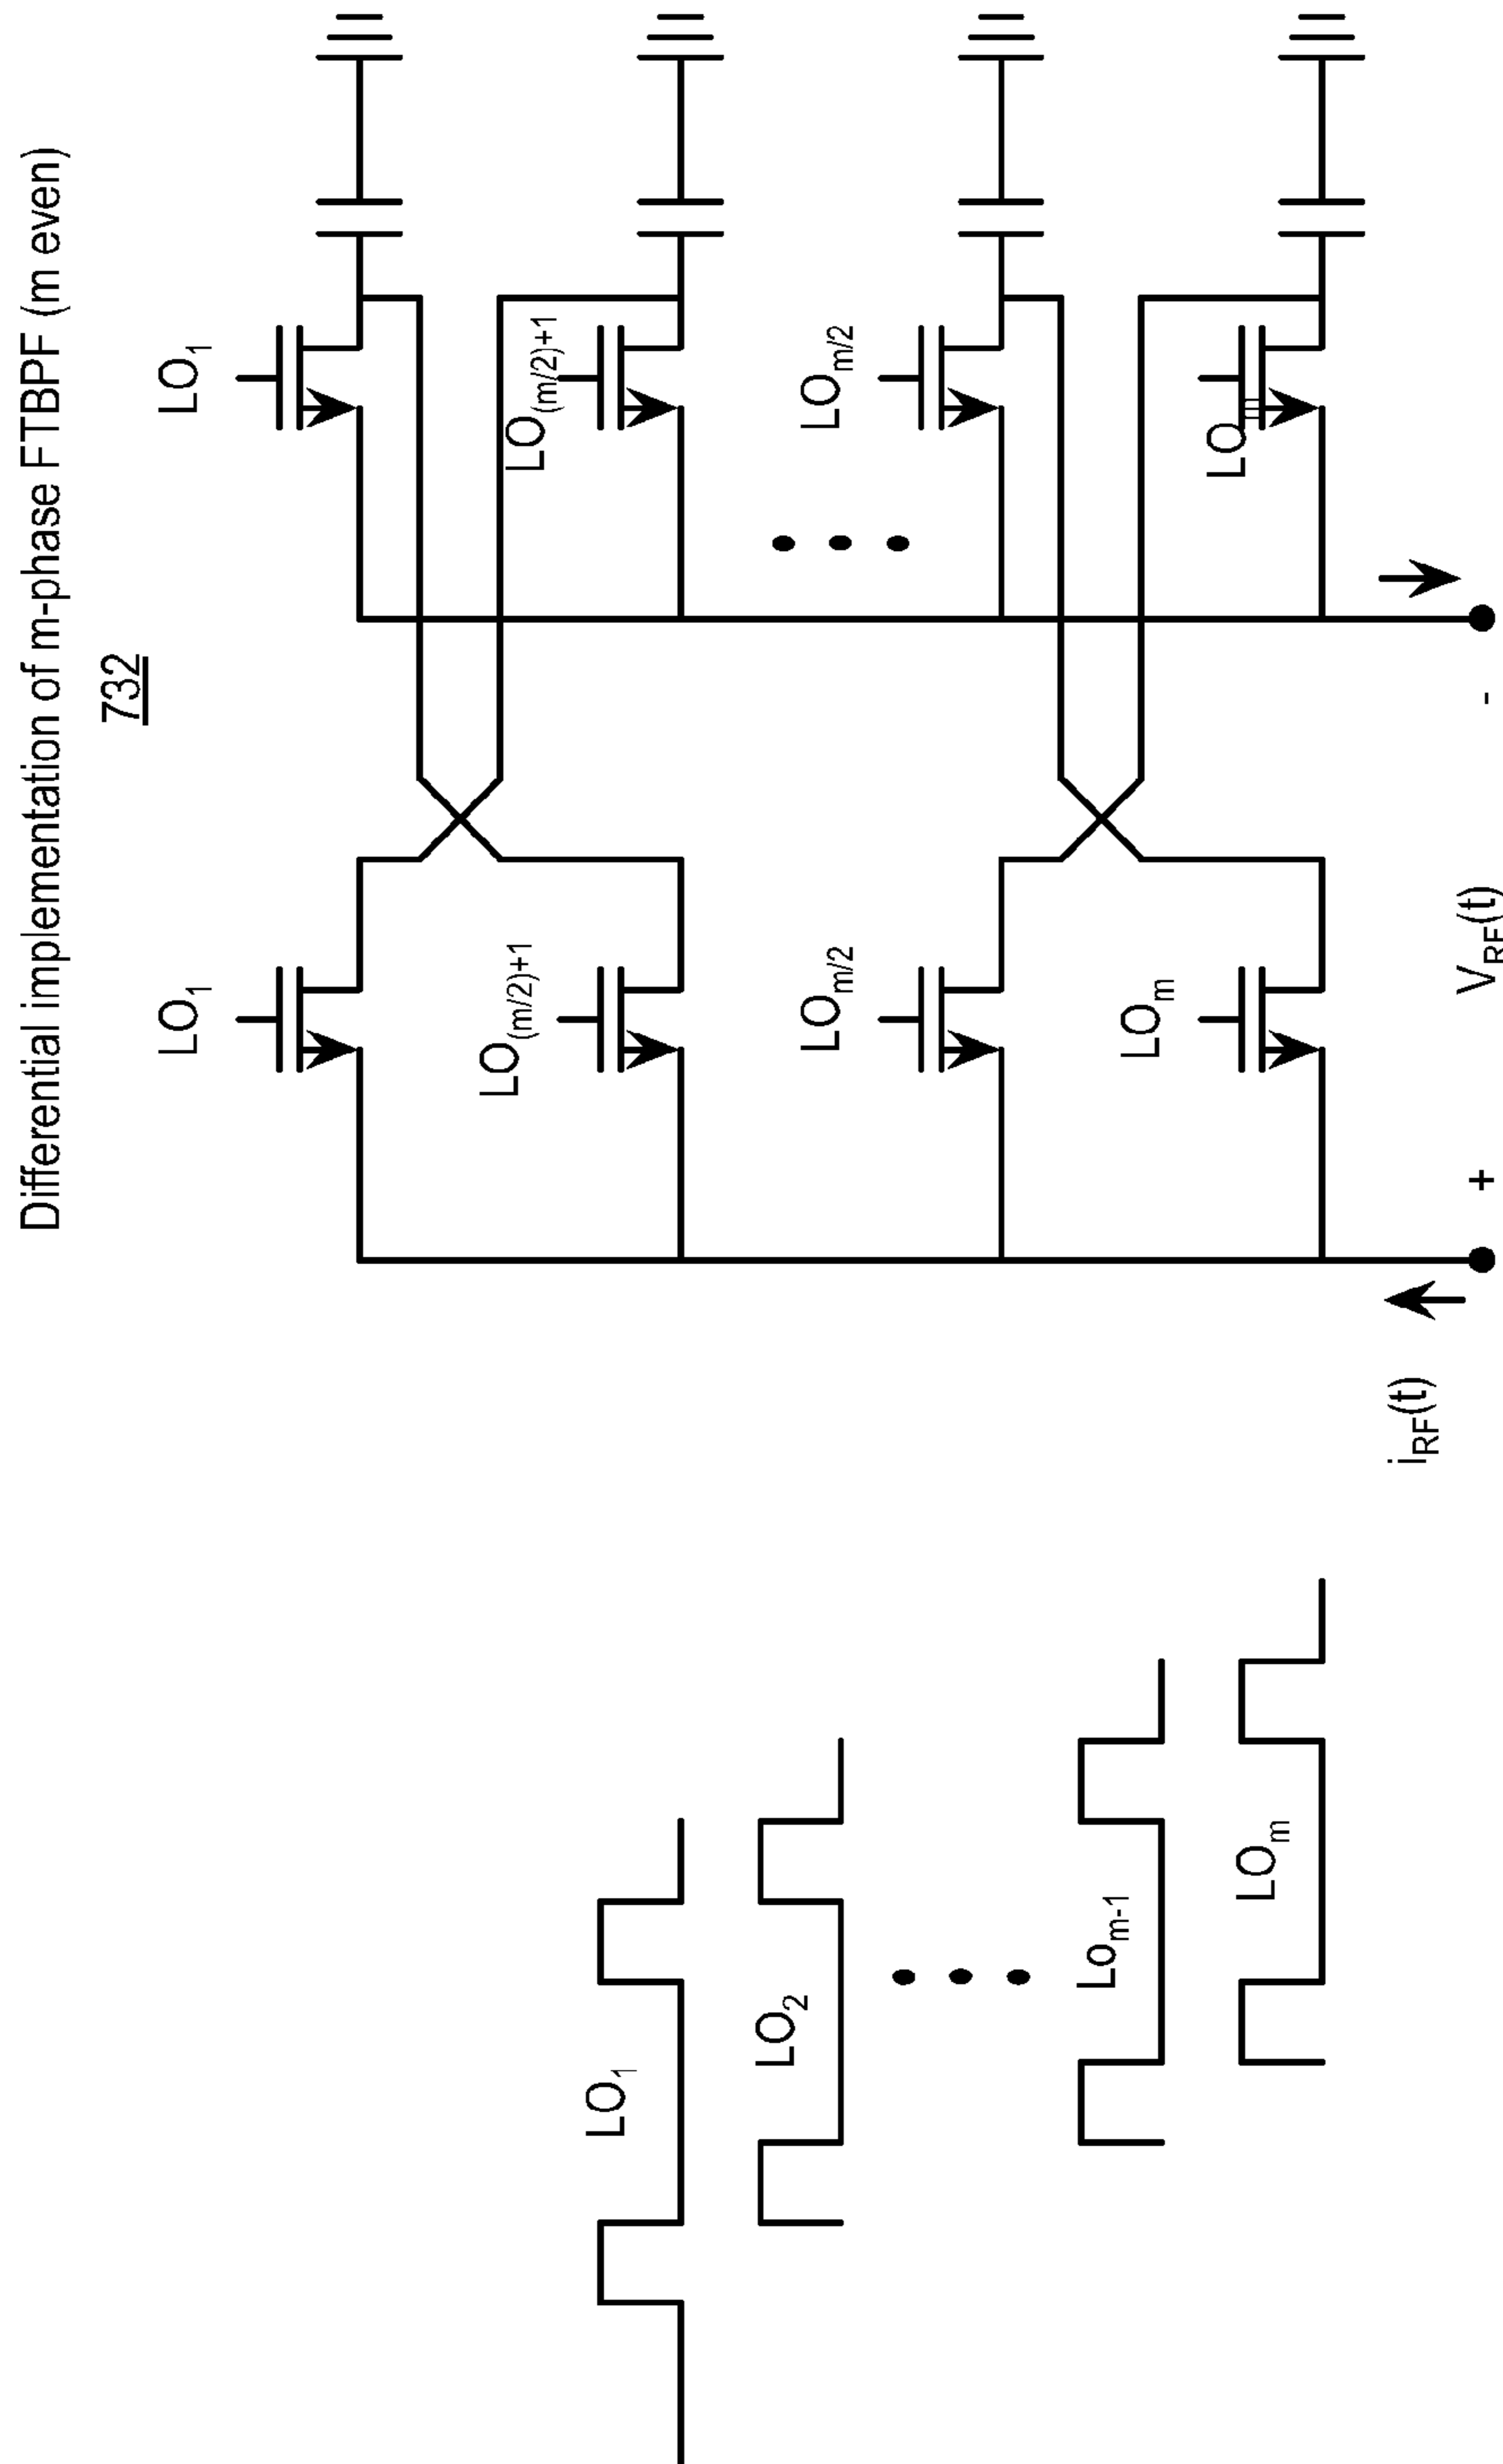 Differential implementation of m-phase FTBPF (m even)
732
LO1
LO1
LO(m/2)+1
LO(m/2)+1
LOm/2
LOm/2
LOm
LOm
LO1
LO2
Lom-1
LOm
iRF(t)
+
VRF(t)
-